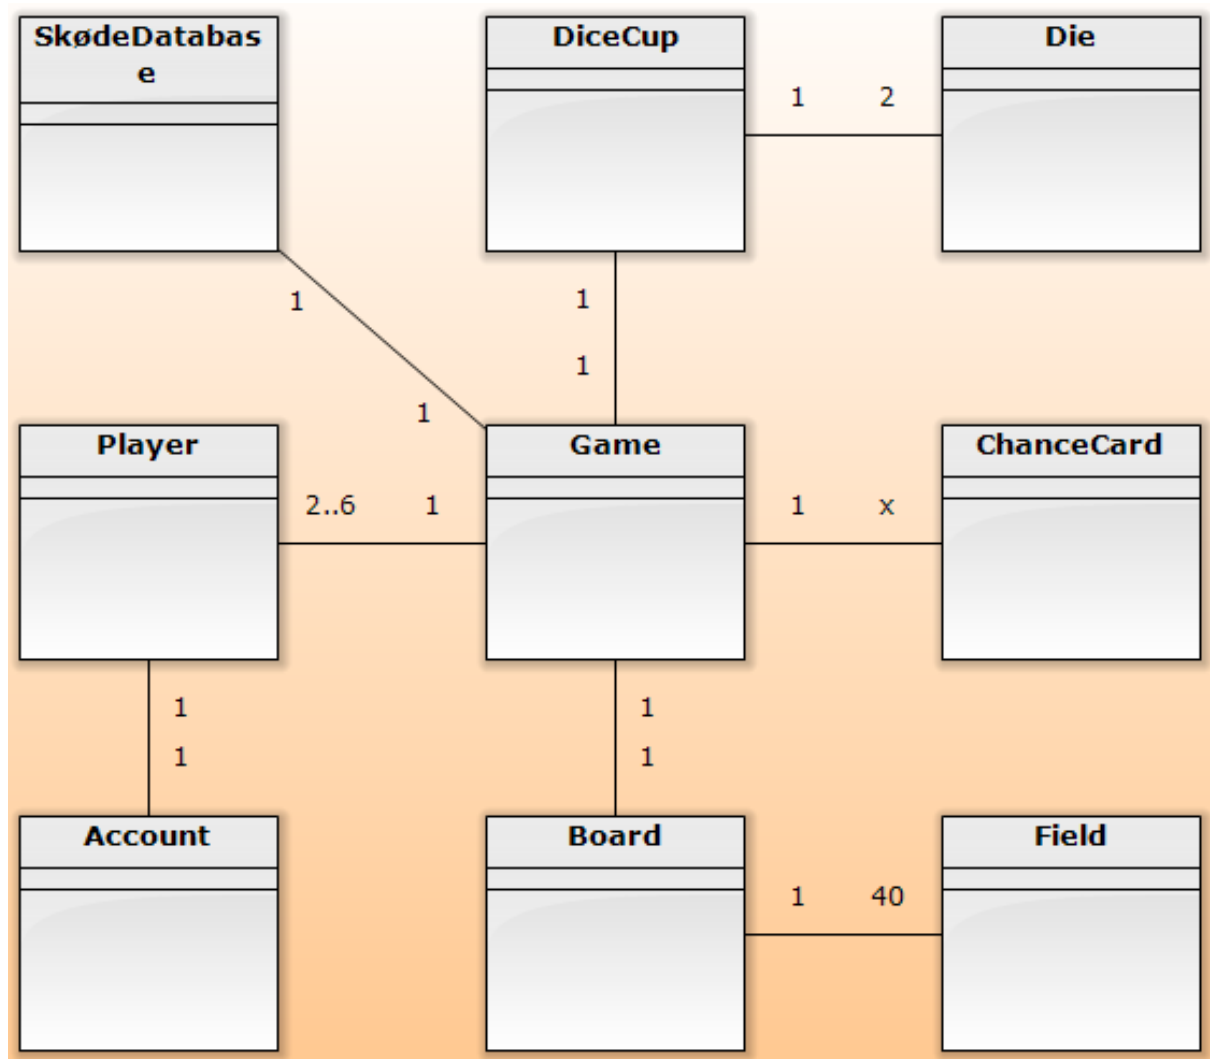 SkødeDatabas
e
DiceCup
Die
1 2
1
1
1
1
Player
Game
ChanceCard
2..6 1
1 x
1
1
1
1
Account
Board
Field
1 40